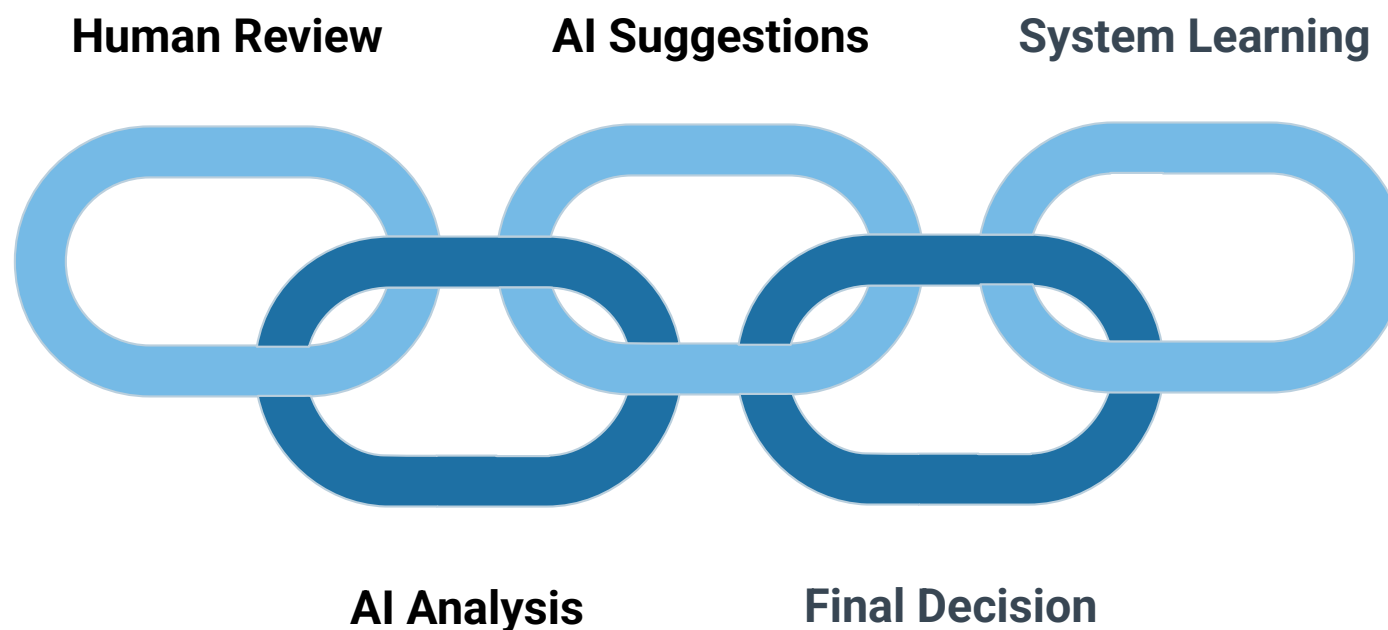 Human Review
AI Suggestions
System Learning
AI Analysis
Final Decision